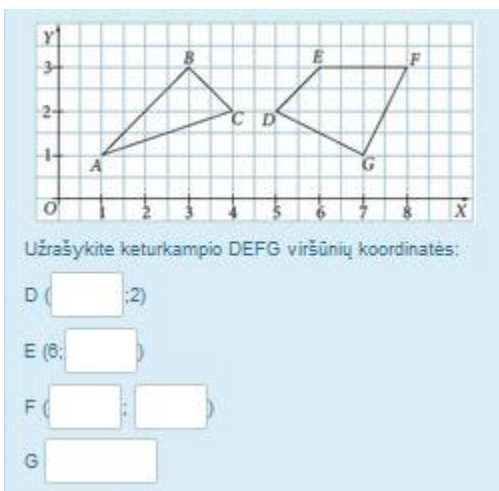 Y
3
B
E
F
2
C
D
1
A
G
O
1
2
3
4
5
6
7
8
X
Užrašykite keturkampio DEFG viršūnių koordinatės:
D ( ;2)
E (6; )
F ( ; )
G